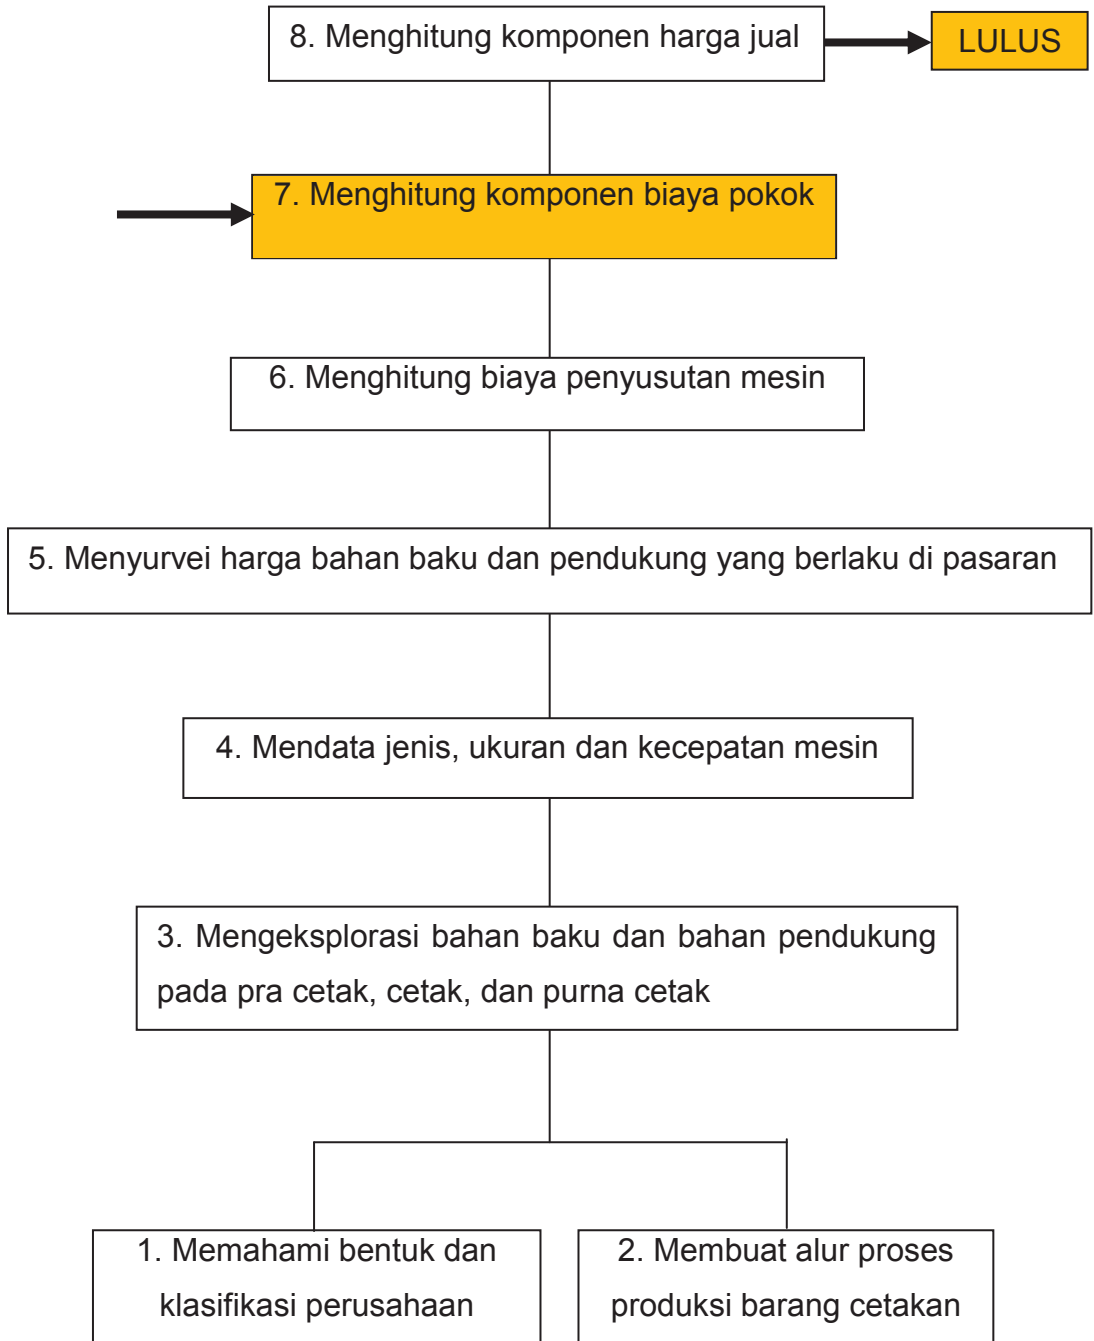 8. Menghitung komponen harga jual
LULUS
7. Menghitung komponen biaya pokok
6. Menghitung biaya penyusutan mesin
5. Menyurvei harga bahan baku dan pendukung yang berlaku di pasaran
4. Mendata jenis, ukuran dan kecepatan mesin
3. Mengeksplorasi bahan baku dan bahan pendukung
pada pra cetak, cetak, dan purna cetak
1. Memahami bentuk dan
klasifikasi perusahaan
2. Membuat alur proses
produksi barang cetakan